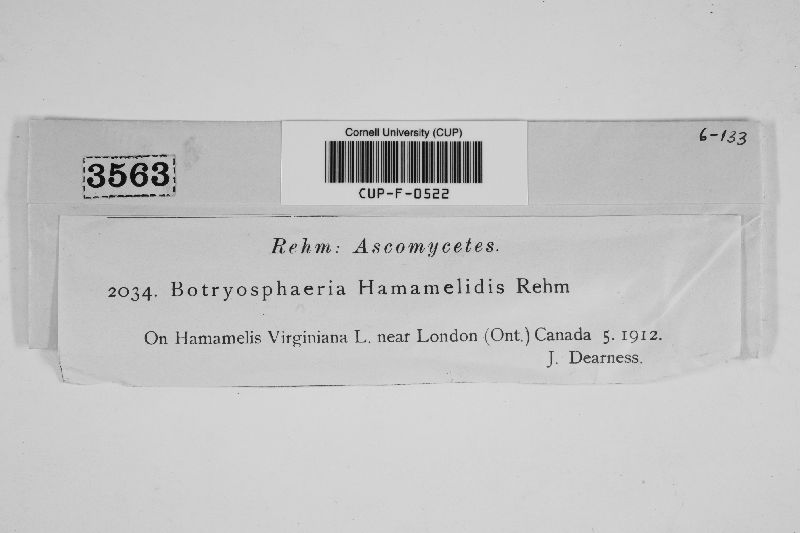 Cornell University (CUP)
CUP-F-0522
6-133
3563
Rehm: Ascomycetes.
2034. Botryosphaeria Hamamelidis Rehm
On Hamamelis Virginiana L. near London (Ont.) Canada 5. 1912.
J. Dearness.